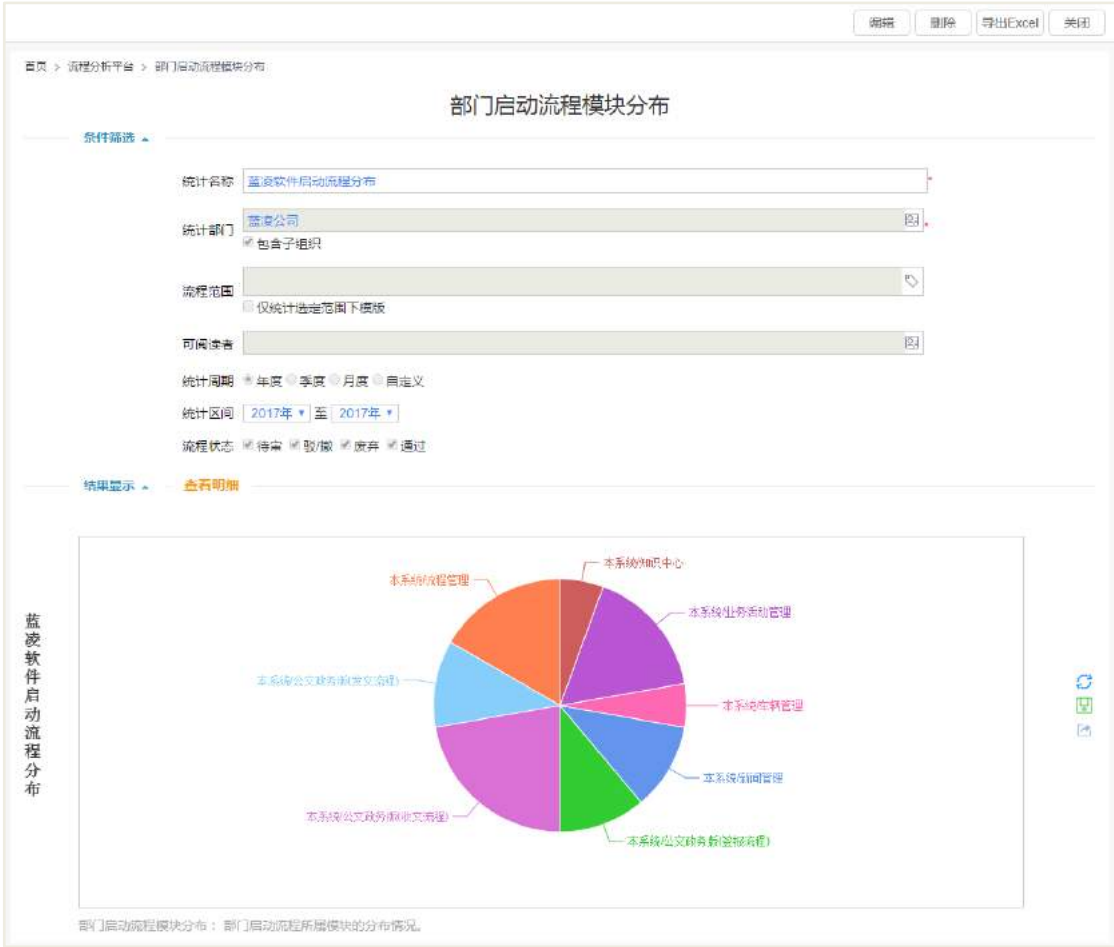 编辑 删除 导出Excel 关闭
首页 > 流程分析平台 > 部门启动流程模块分布
部门启动流程模块分布
条件筛选
统计名称 蓝凌软件启动流程分布 *
统计部门 蓝凌公司 *
包含子组织
流程范围
仅统计选定范围下模版
可阅读者
统计周期 年度 季度 月度 自定义
统计区间 2017年 至 2017年
流程状态 待审 驳/撤 废弃 通过
结果显示 查看明细
本系统/知识中心
本系统/流程管理
本系统/业务活动管理
本系统/公文政务版(发文流程)
本系统/车辆管理
本系统/新闻管理
本系统/公文政务版(收文流程)
本系统/公文政务版(签报流程)
蓝凌软件启动流程分布
部门启动流程模块分布：部门启动流程所属模块的分布情况。